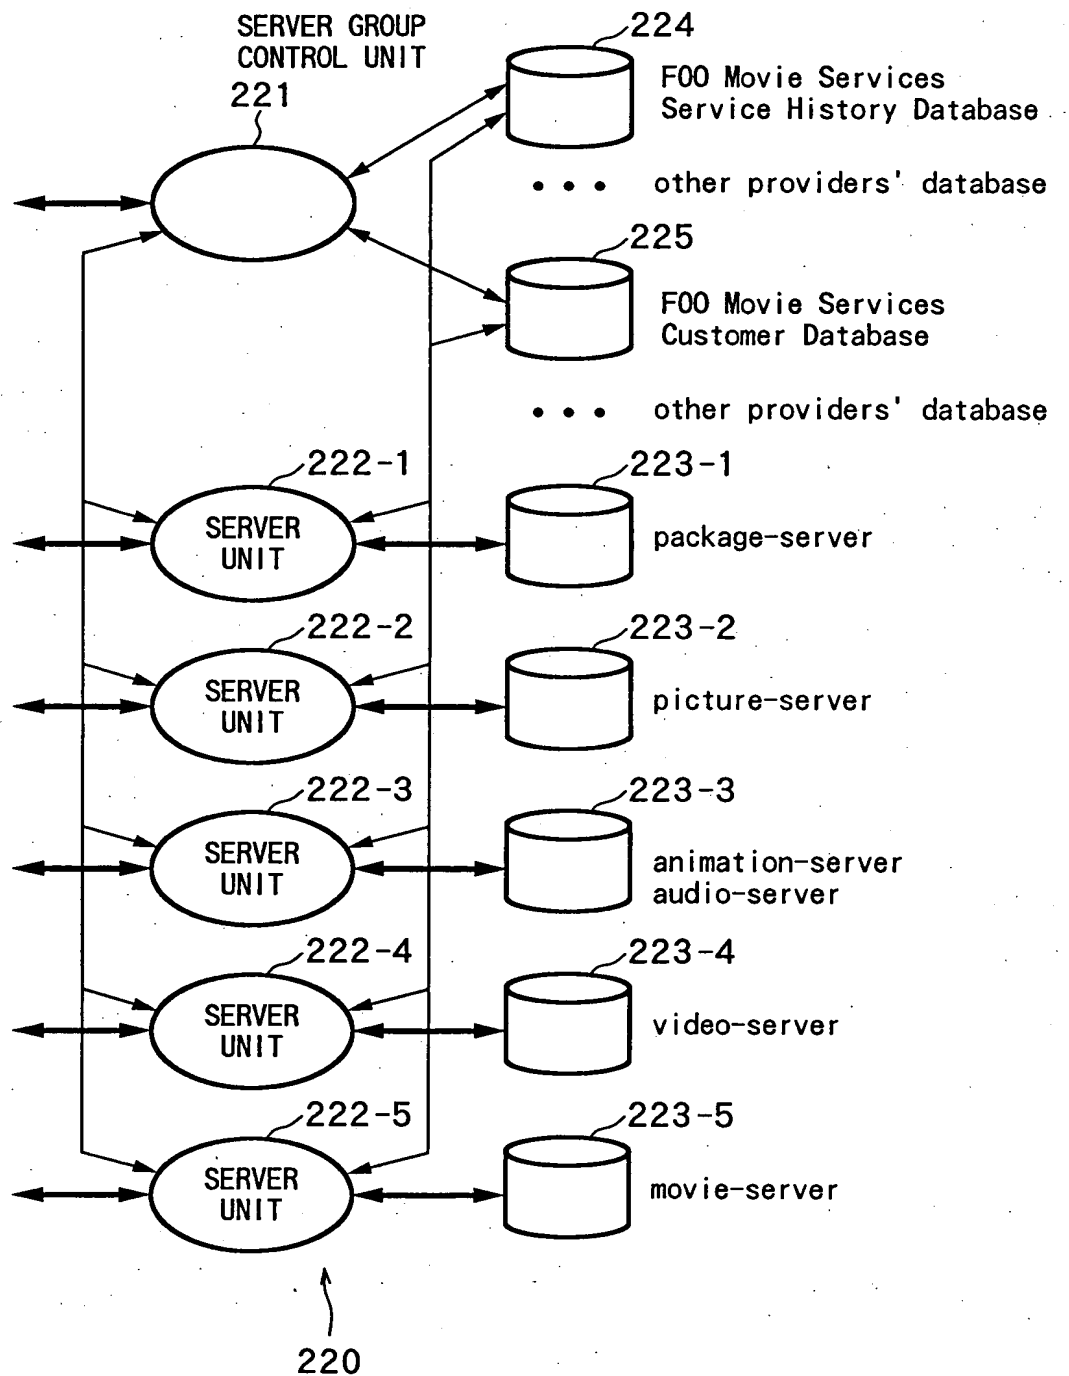 SERVER GROUP
CONTROL UNIT
221
224
FOO Movie Services
Service History Database
• • • other providers' database
225
FOO Movie Services
Customer Database
• • • other providers' database
222-1
223-1
SERVER
UNIT
package-server
222-2
223-2
SERVER
UNIT
picture-server
222-3
223-3
SERVER
UNIT
animation-server
audio-server
222-4
223-4
SERVER
UNIT
video-server
222-5
223-5
SERVER
UNIT
movie-server
220